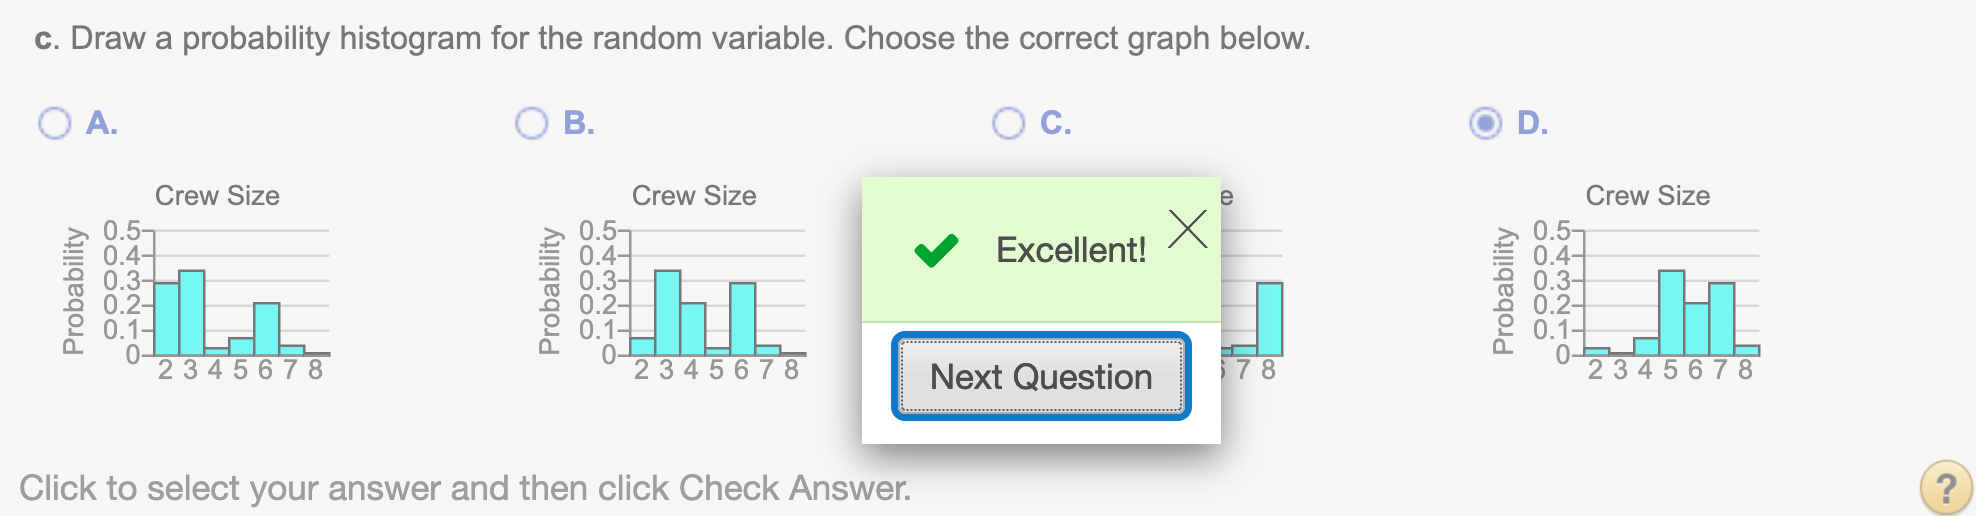 c. Draw a probability histogram for the random variable. Choose the correct graph below.
A.
B.
C.
D.
Crew Size
Probability
0.5
0.4
0.3
0.2
0.1
0
2 3 4 5 6 7 8
Crew Size
Probability
0.5
0.4
0.3
0.2
0.1
0
2 3 4 5 6 7 8
e
7 8
Excellent!
Next Question
Crew Size
Probability
0.5
0.4
0.3
0.2
0.1
0
2 3 4 5 6 7 8
Click to select your answer and then click Check Answer.
?